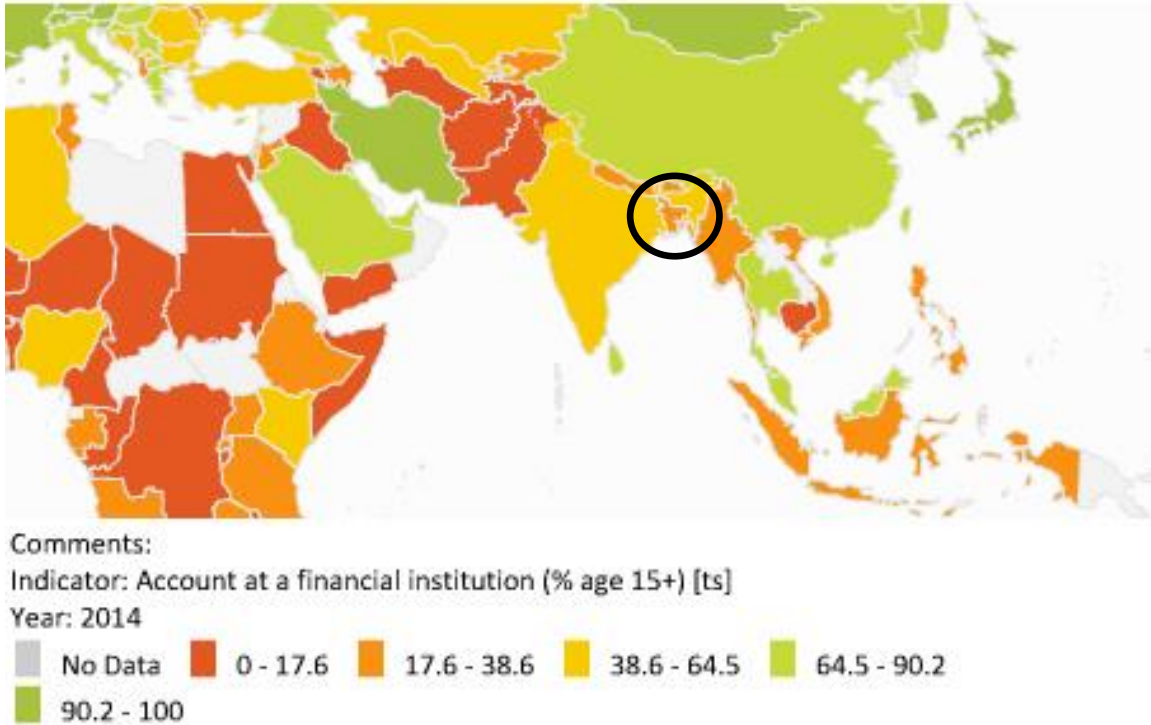 Comments:
Indicator: Account at a financial institution (% age 15+) [ts]
Year: 2014
No Data 0 - 17.6 17.6 - 38.6 38.6 - 64.5 64.5 - 90.2
90.2 - 100